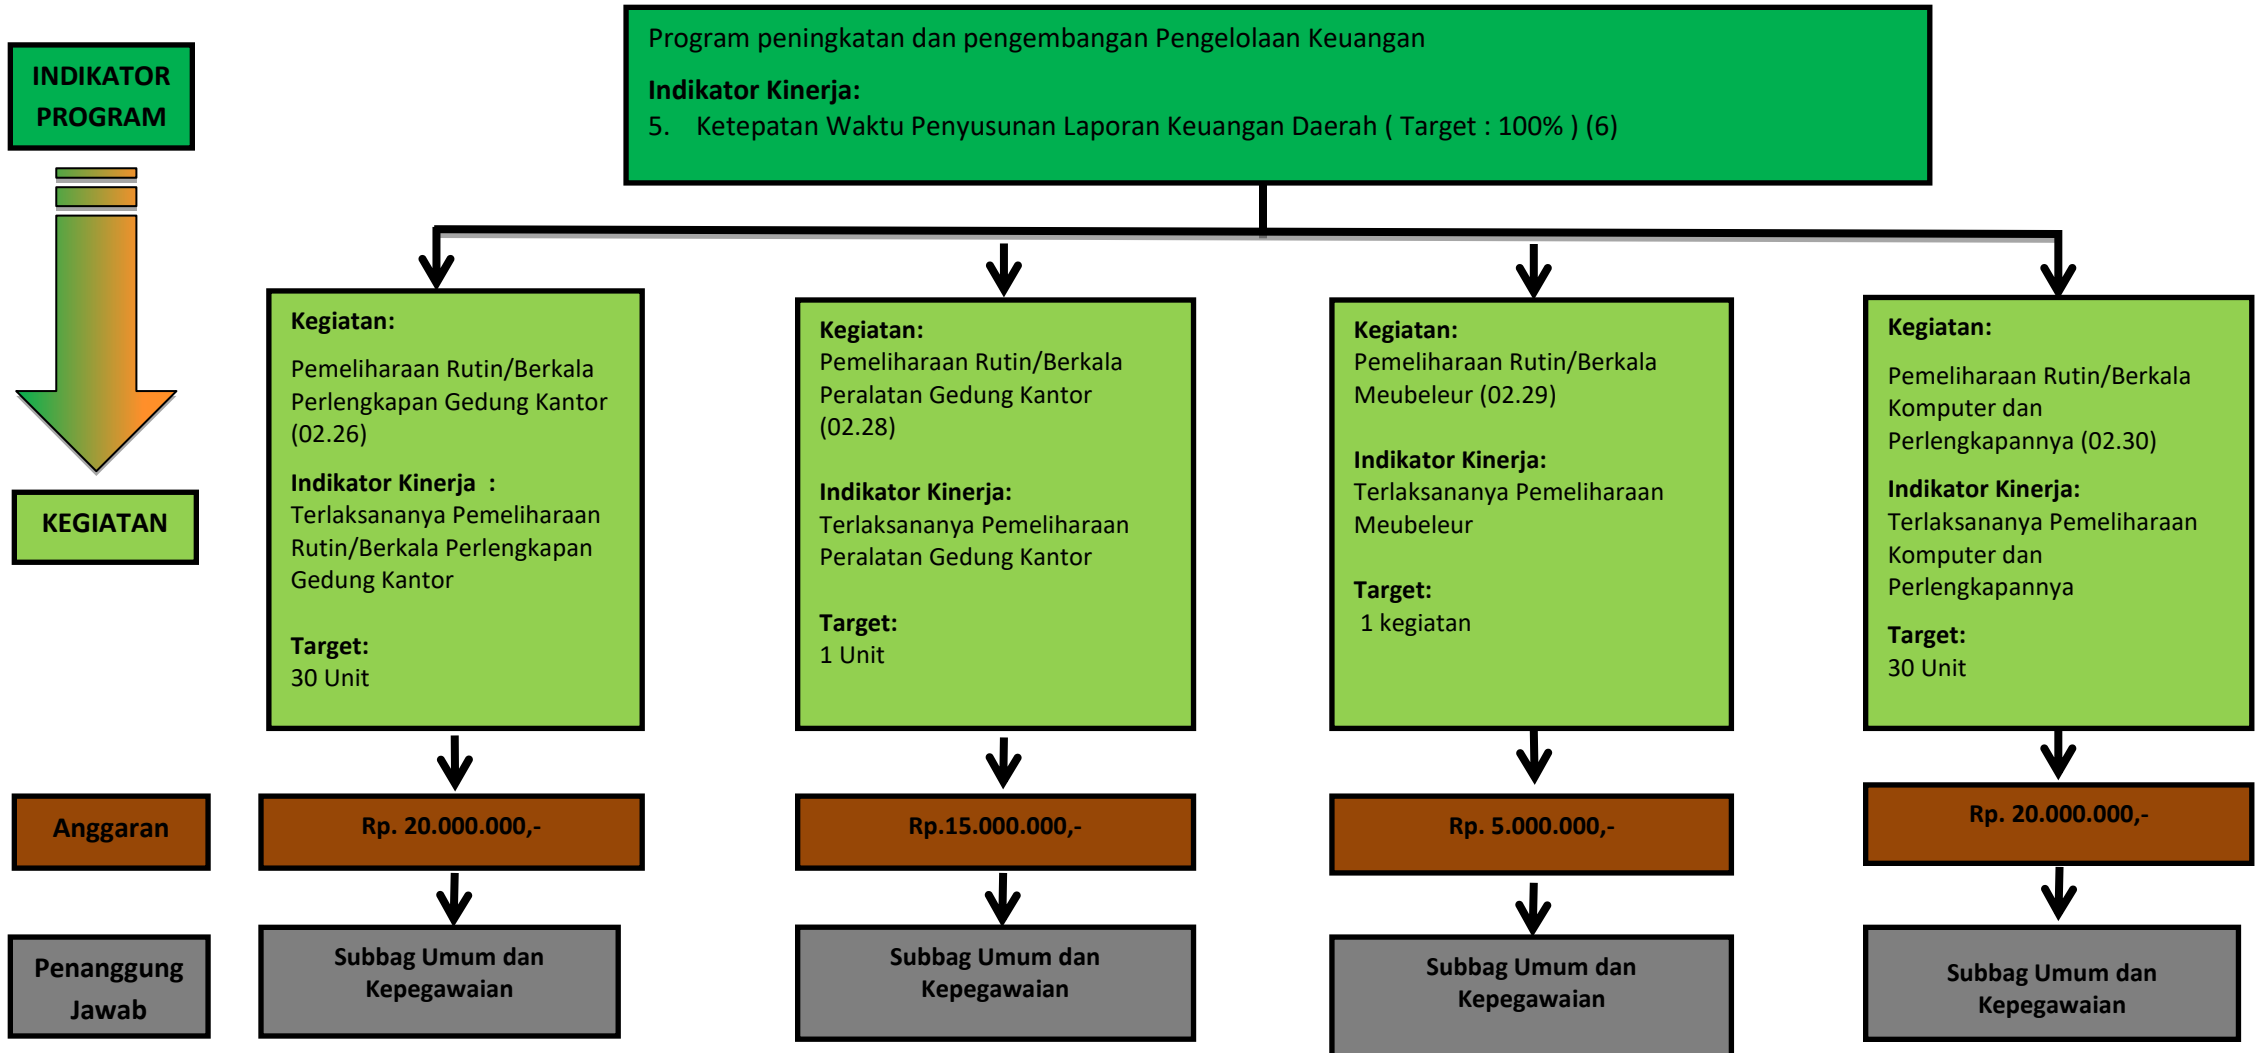 INDIKATOR
PROGRAM
Program peningkatan dan pengembangan Pengelolaan Keuangan
Indikator Kinerja:
5. Ketepatan Waktu Penyusunan Laporan Keuangan Daerah ( Target : 100% ) (6)
KEGIATAN
Kegiatan:
Pemeliharaan Rutin/Berkala
Perlengkapan Gedung Kantor
(02.26)
Indikator Kinerja :
Terlaksananya Pemeliharaan
Rutin/Berkala Perlengkapan
Gedung Kantor
Target:
30 Unit
Kegiatan:
Pemeliharaan Rutin/Berkala
Peralatan Gedung Kantor
(02.28)
Indikator Kinerja:
Terlaksananya Pemeliharaan
Peralatan Gedung Kantor
Target:
1 Unit
Kegiatan:
Pemeliharaan Rutin/Berkala
Meubeleur (02.29)
Indikator Kinerja:
Terlaksananya Pemeliharaan
Meubeleur
Target:
1 kegiatan
Kegiatan:
Pemeliharaan Rutin/Berkala
Komputer dan
Perlengkapannya (02.30)
Indikator Kinerja:
Terlaksananya Pemeliharaan
Komputer dan
Perlengkapannya
Target:
30 Unit
Anggaran
Rp. 20.000.000,-
Rp.15.000.000,-
Rp. 5.000.000,-
Rp. 20.000.000,-
Penanggung
Jawab
Subbag Umum dan
Kepegawaian
Subbag Umum dan
Kepegawaian
Subbag Umum dan
Kepegawaian
Subbag Umum dan
Kepegawaian